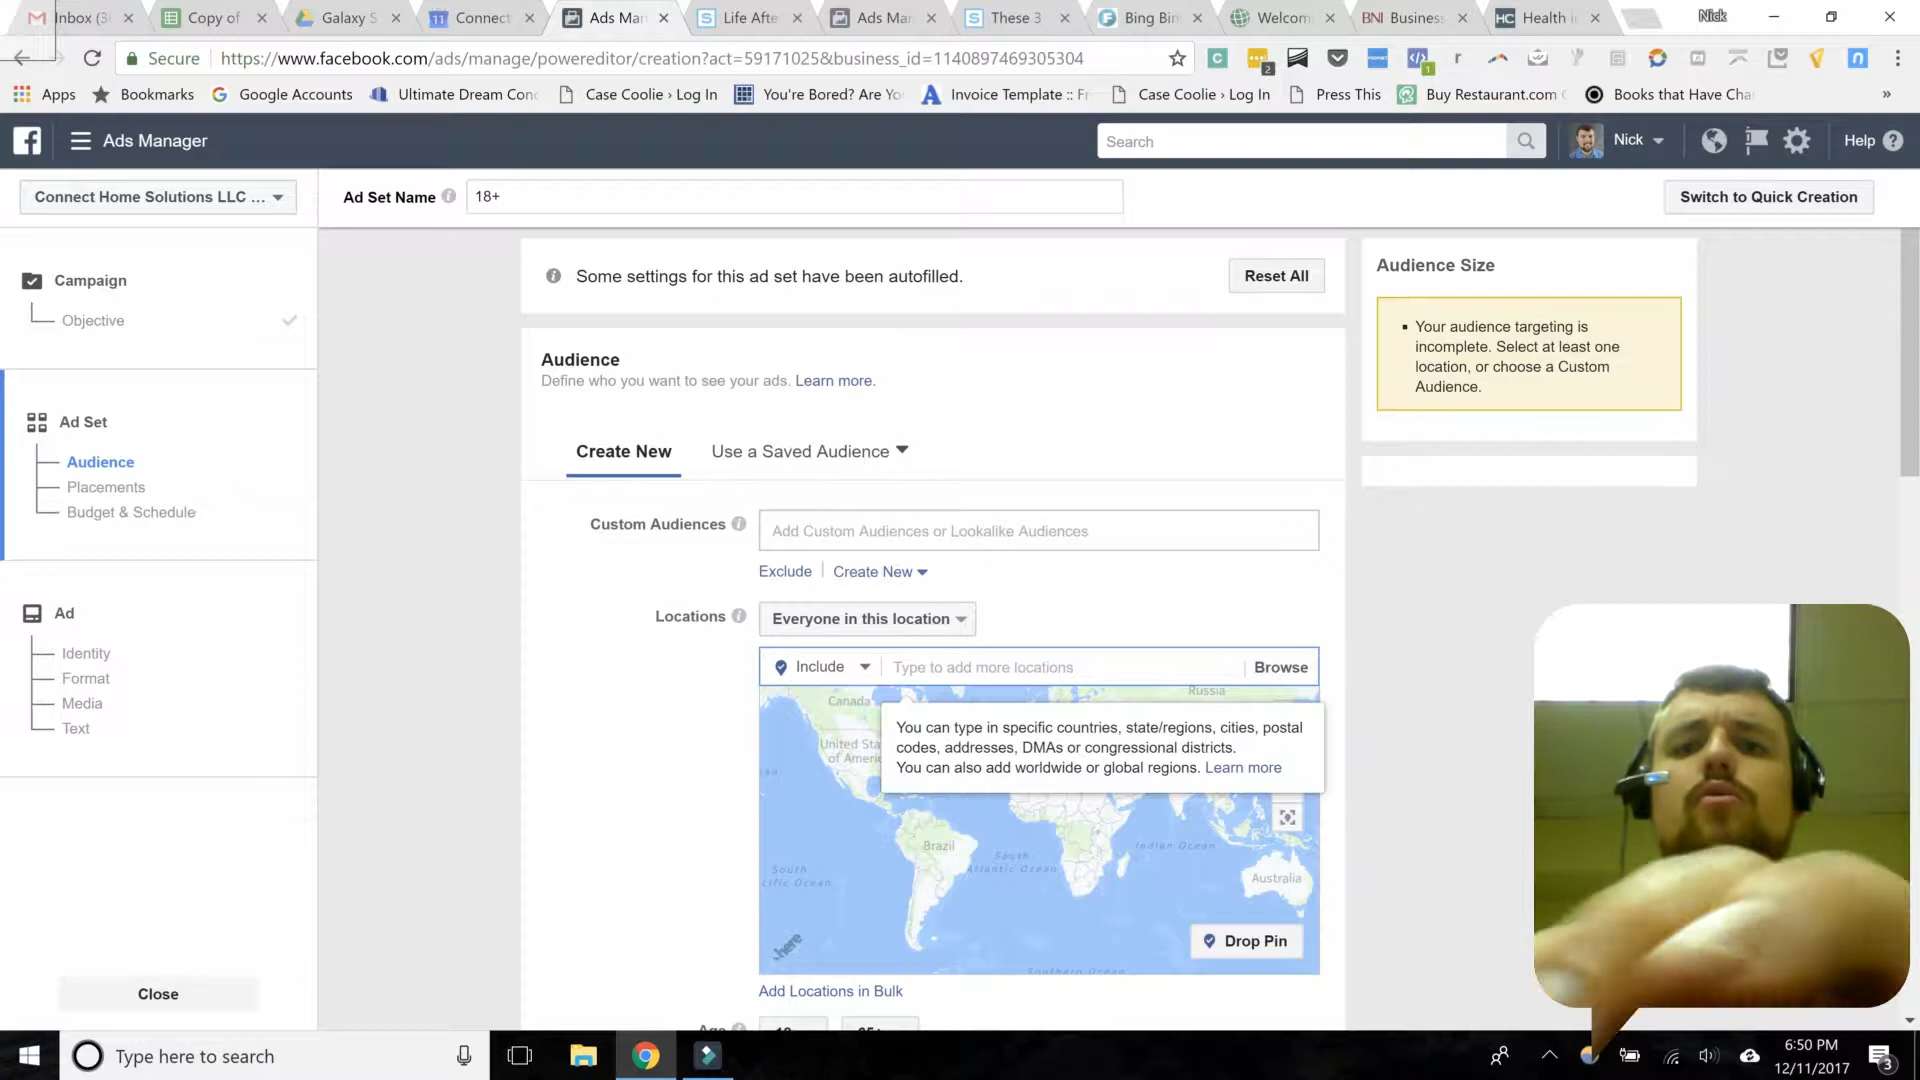 Inbox (3
Copy of
Galaxy S
Connect
Ads Man
Life Afte
Ads Man
These 3
Bing Bin
Welcom
BNI Business
HC Health i
Nick
Secure https://www.facebook.com/ads/manage/powereditor/creation?act=59171025&business_id=1140897469305304
Apps
Bookmarks
Google Accounts
Ultimate Dream Conc
Case Coolie › Log In
You're Bored? Are Yo
Invoice Template :: Fr
Case Coolie › Log In
Press This
Buy Restaurant.com
Books that Have Cha
»
Ads Manager
Search
Nick
Help
Connect Home Solutions LLC ...
Ad Set Name
18+
Switch to Quick Creation
Campaign
Objective
Ad Set
Audience
Placements
Budget & Schedule
Ad
Identity
Format
Media
Text
Close
Some settings for this ad set have been autofilled.
Reset All
Audience
Define who you want to see your ads. Learn more.
Create New
Use a Saved Audience
Custom Audiences
Add Custom Audiences or Lookalike Audiences
Exclude
Create New
Locations
Everyone in this location
Include
Type to add more locations
Browse
Canada
Russia
United Sta
of Americ
You can type in specific countries, state/regions, cities, postal
codes, addresses, DMAs or congressional districts.
You can also add worldwide or global regions. Learn more
Brazil
South
Atlantic Ocean
Indian Ocean
South
cific Ocean
Australia
here
Drop Pin
Southern Ocean
Add Locations in Bulk
Age
Audience Size
Your audience targeting is
incomplete. Select at least one
location, or choose a Custom
Audience.
Type here to search
6:50 PM
12/11/2017
3